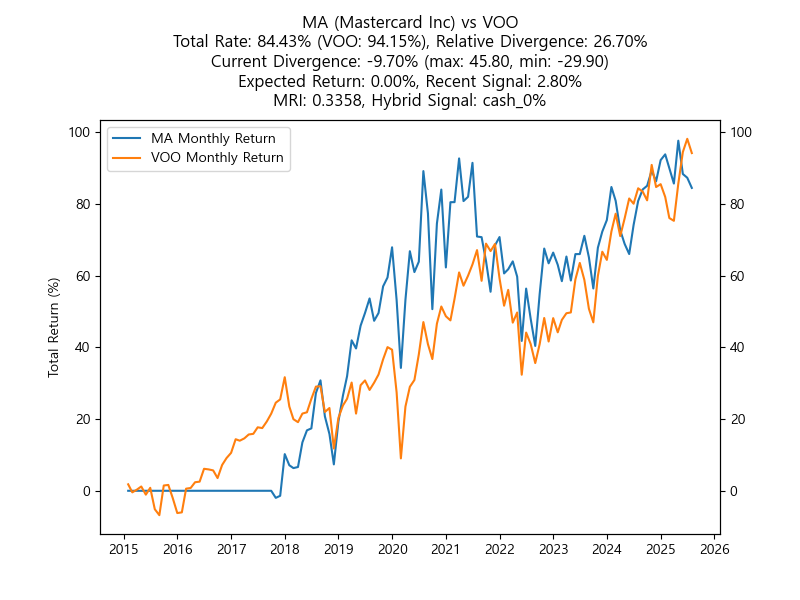 MA (Mastercard Inc) vs VOO
Total Rate: 84.43% (VOO: 94.15%), Relative Divergence: 26.70%
Current Divergence: -9.70% (max: 45.80, min: -29.90)
Expected Return: 0.00%, Recent Signal: 2.80%
MRI: 0.3358, Hybrid Signal: cash_0%
MA Monthly Return
VOO Monthly Return
Total Return (%)
100
80
60
40
20
0
100
80
60
40
20
0
2015 2016 2017 2018 2019 2020 2021 2022 2023 2024 2025 2026